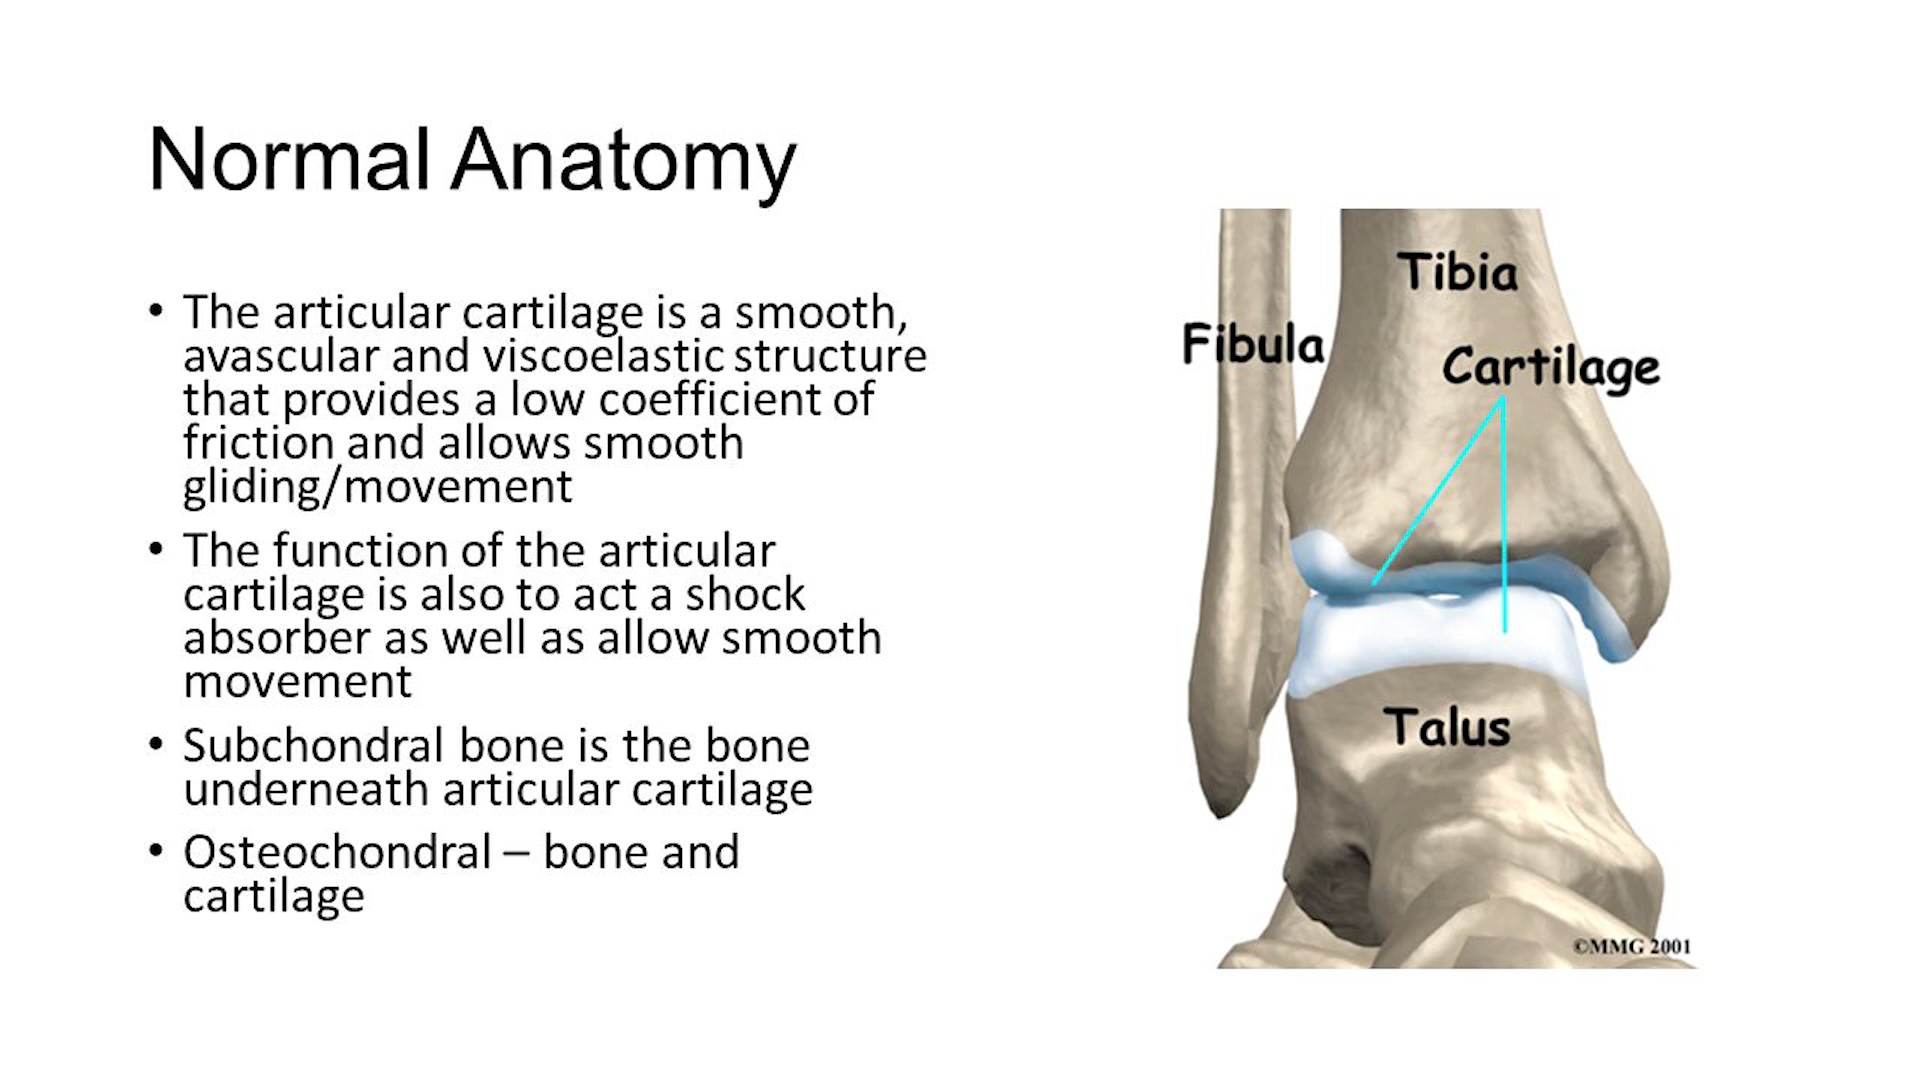 Normal Anatomy
• The articular cartilage is a smooth,
avascular and viscoelastic structure
that provides a low coefficient of
friction and allows smooth
gliding/movement
• The function of the articular
cartilage is also to act a shock
absorber as well as allow smooth
movement
• Subchondral bone is the bone
underneath articular cartilage
• Osteochondral – bone and
cartilage
Tibia
Fibula
Cartilage
Talus
©MMG 2001